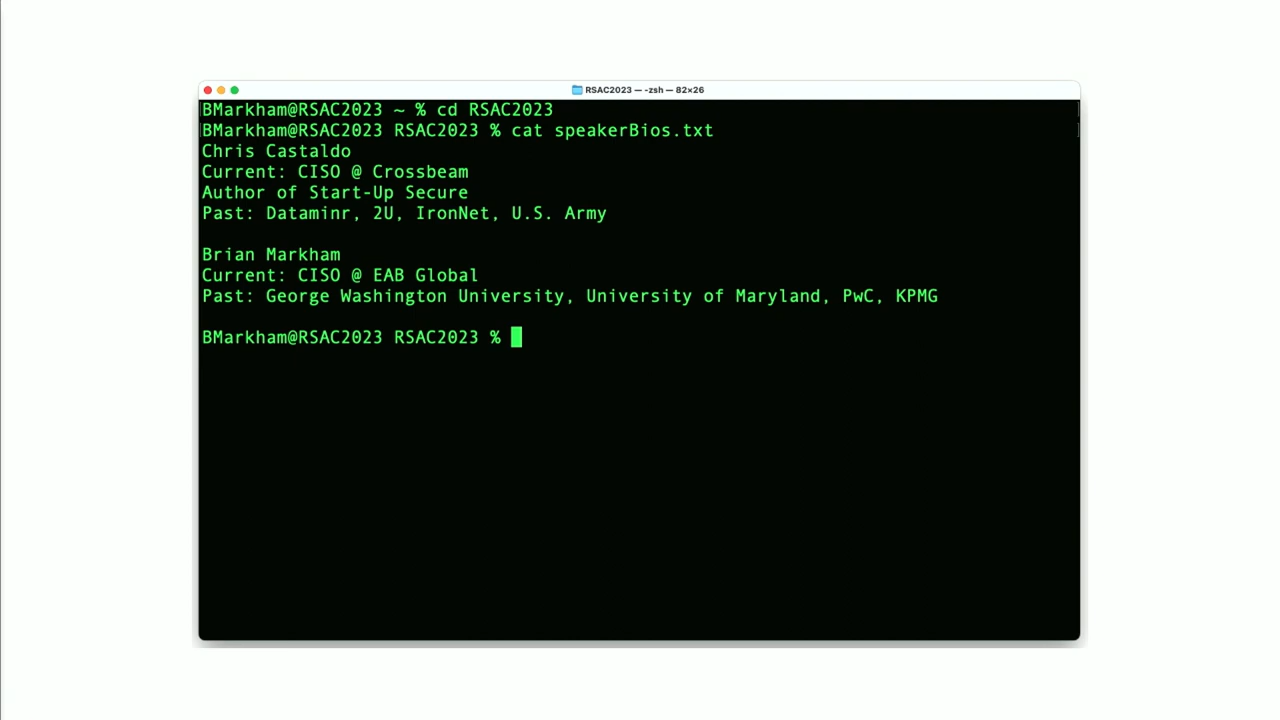 RSAC2023 — -zsh — 82×26
BMarkham@RSAC2023 ~ % cd RSAC2023
BMarkham@RSAC2023 RSAC2023 % cat speakerBios.txt
Chris Castaldo
Current: CISO @ Crossbeam
Author of Start-Up Secure
Past: Dataminr, 2U, IronNet, U.S. Army
Brian Markham
Current: CISO @ EAB Global
Past: George Washington University, University of Maryland, PwC, KPMG
BMarkham@RSAC2023 RSAC2023 %